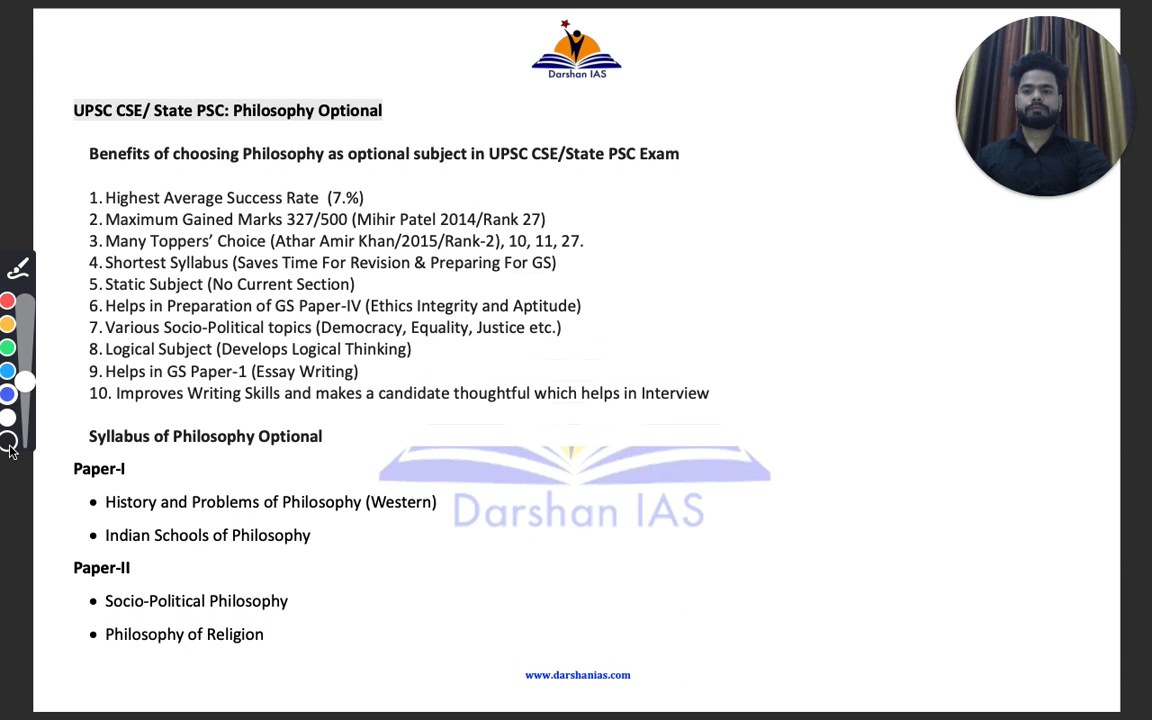 Darshan IAS
UPSC CSE/ State PSC: Philosophy Optional
Benefits of choosing Philosophy as optional subject in UPSC CSE/State PSC Exam
1. Highest Average Success Rate (7.%)
2. Maximum Gained Marks 327/500 (Mihir Patel 2014/Rank 27)
3. Many Toppers’ Choice (Athar Amir Khan/2015/Rank-2), 10, 11, 27.
4. Shortest Syllabus (Saves Time For Revision & Preparing For GS)
5. Static Subject (No Current Section)
6. Helps in Preparation of GS Paper-IV (Ethics Integrity and Aptitude)
7. Various Socio-Political topics (Democracy, Equality, Justice etc.)
8. Logical Subject (Develops Logical Thinking)
9. Helps in GS Paper-1 (Essay Writing)
10. Improves Writing Skills and makes a candidate thoughtful which helps in Interview
Syllabus of Philosophy Optional
Paper-I
• History and Problems of Philosophy (Western)
Darshan IAS
• Indian Schools of Philosophy
Paper-II
• Socio-Political Philosophy
• Philosophy of Religion
www.darshanias.com